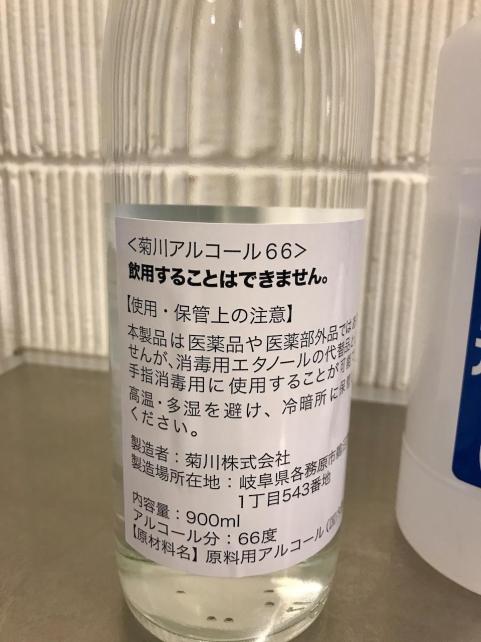 <菊川アルコール66>
飲用することはできません。
【使用・保管上の注意】
本製品は医薬品や医薬部外品では
せんが、消毒用エタノールの代替品と
手指消毒用に使用することが可能で
高温・多湿を避け、冷暗所に保
ください。
製造者：菊川株式会社
製造場所在地：岐阜県各務原市
1丁目543番地
内容量：900ml
アルコール分：66度
【原材料名】原料用アルコール